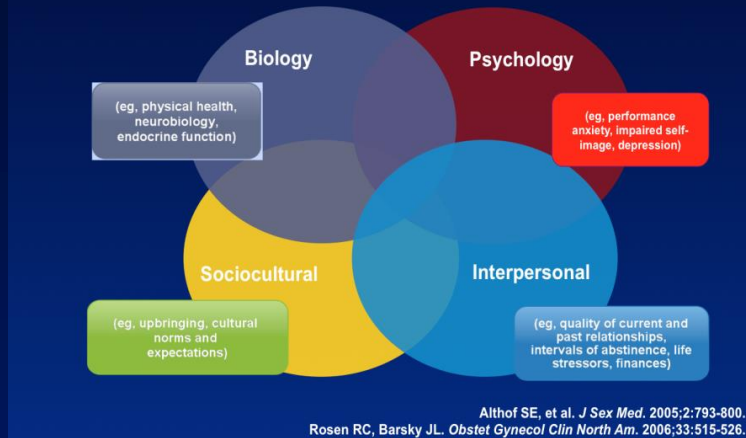 Biology
Psychology
(eg, physical health,
neurobiology,
endocrine function)
(eg, performance
anxiety, impaired self-
image, depression)
Sociocultural
Interpersonal
(eg, upbringing, cultural
norms and
expectations)
(eg, quality of current and
past relationships,
intervals of abstinence, life
stressors, finances)
Althof SE, et al. J Sex Med. 2005;2:793-800.
Rosen RC, Barsky JL. Obstet Gynecol Clin North Am. 2006;33:515-526.